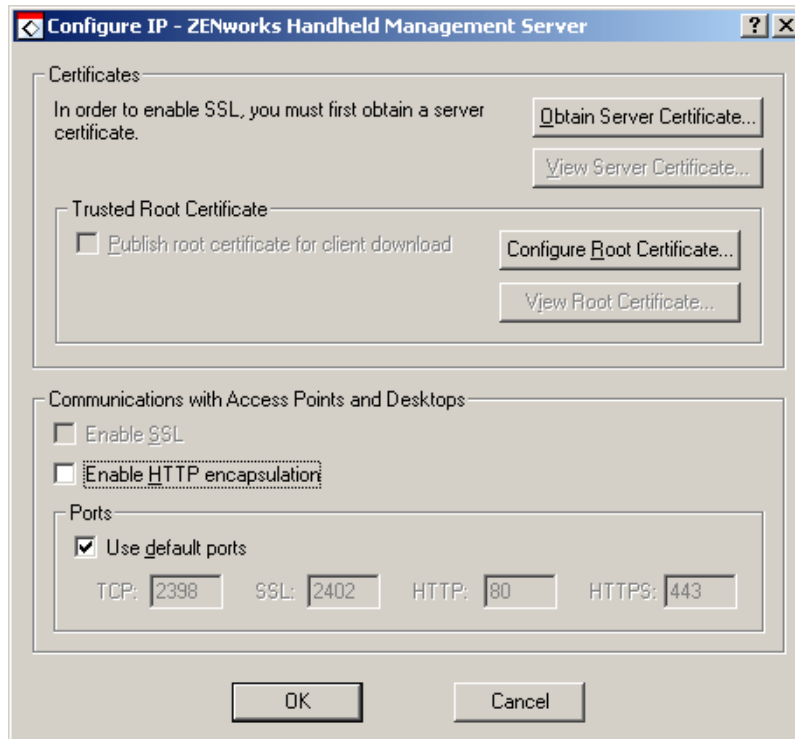 Configure IP - ZENworks Handheld Management Server
Certificates
In order to enable SSL, you must first obtain a server
certificate.
Obtain Server Certificate...
View Server Certificate...
Trusted Root Certificate
Publish root certificate for client download
Configure Root Certificate...
View Root Certificate...
Communications with Access Points and Desktops
Enable SSL
Enable HTTP encapsulation
Ports
Use default ports
TCP: 2398 SSL: 2402 HTTP: 80 HTTPS: 443
OK Cancel